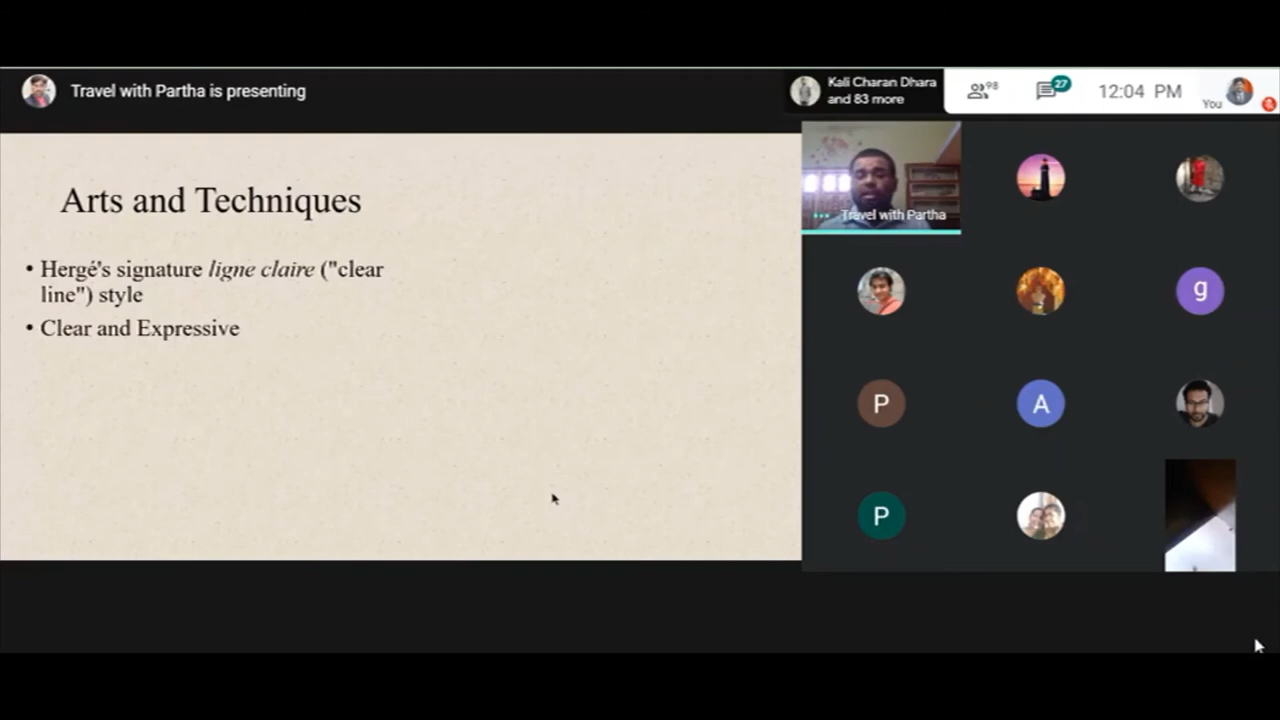 Travel with Partha is presenting
Kali Charan Dhara
and 83 more
98
27
12:04 PM
You
Arts and Techniques
• Hergé's signature ligne claire ("clear
line") style
• Clear and Expressive
Travel with Partha
g
P
A
P